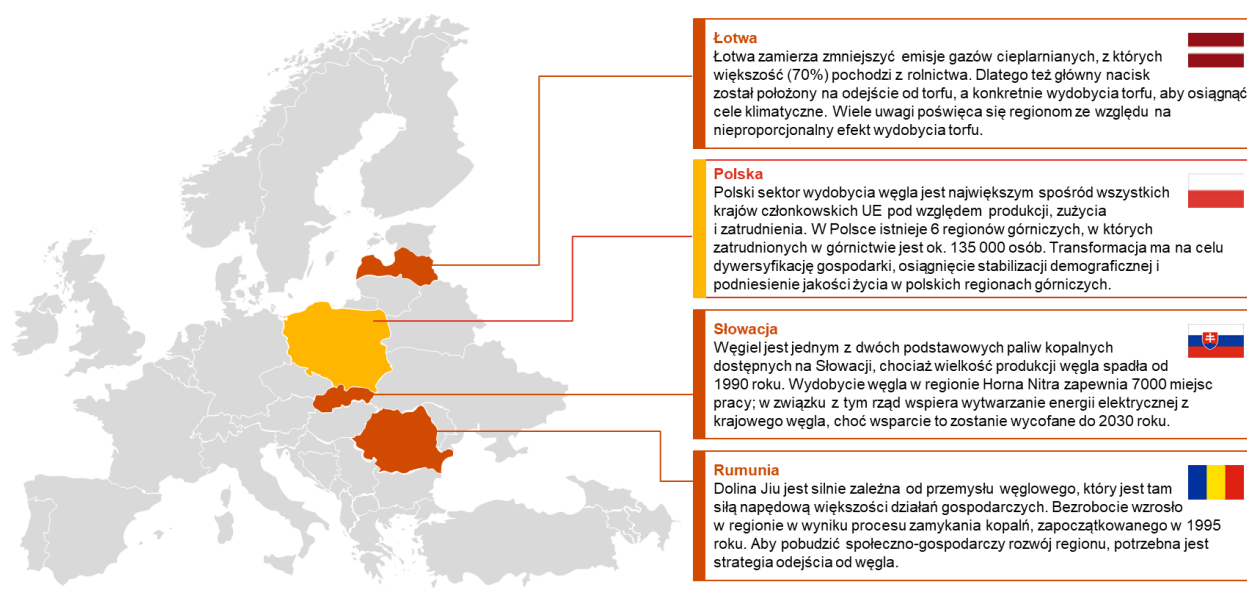 Łotwa
Łotwa zamierza zmniejszyć emisje gazów cieplarnianych, z których
większość (70%) pochodzi z rolnictwa. Dlatego też główny nacisk
został położony na odejście od torfu, a konkretnie wydobycia torfu, aby osiągnąć
cele klimatyczne. Wiele uwagi poświęca się regionom ze względu na
nieproporcjonalny efekt wydobycia torfu.
Polska
Polski sektor wydobycia węgla jest największym spośród wszystkich
krajów członkowskich UE pod względem produkcji, zużycia
i zatrudnienia. W Polsce istnieje 6 regionów górniczych, w których
zatrudnionych w górnictwie jest ok. 135 000 osób. Transformacja ma na celu
dywersyfikację gospodarki, osiągnięcie stabilizacji demograficznej i
podniesienie jakości życia w polskich regionach górniczych.
Słowacja
Węgiel jest jednym z dwóch podstawowych paliw kopalnych
dostępnych na Słowacji, chociaż wielkość produkcji węgla spadła od
1990 roku. Wydobycie węgla w regionie Horna Nitra zapewnia 7000 miejsc
pracy; w związku z tym rząd wspiera wytwarzanie energii elektrycznej z
krajowego węgla, choć wsparcie to zostanie wycofane do 2030 roku.
Rumunia
Dolina Jiu jest silnie zależna od przemysłu węglowego, który jest tam
siłą napędową większości działań gospodarczych. Bezrobocie wzrosło
w regionie w wyniku procesu zamykania kopalń, zapoczątkowanego w 1995
roku. Aby pobudzić społeczno-gospodarczy rozwój regionu, potrzebna jest
strategia odejścia od węgla.